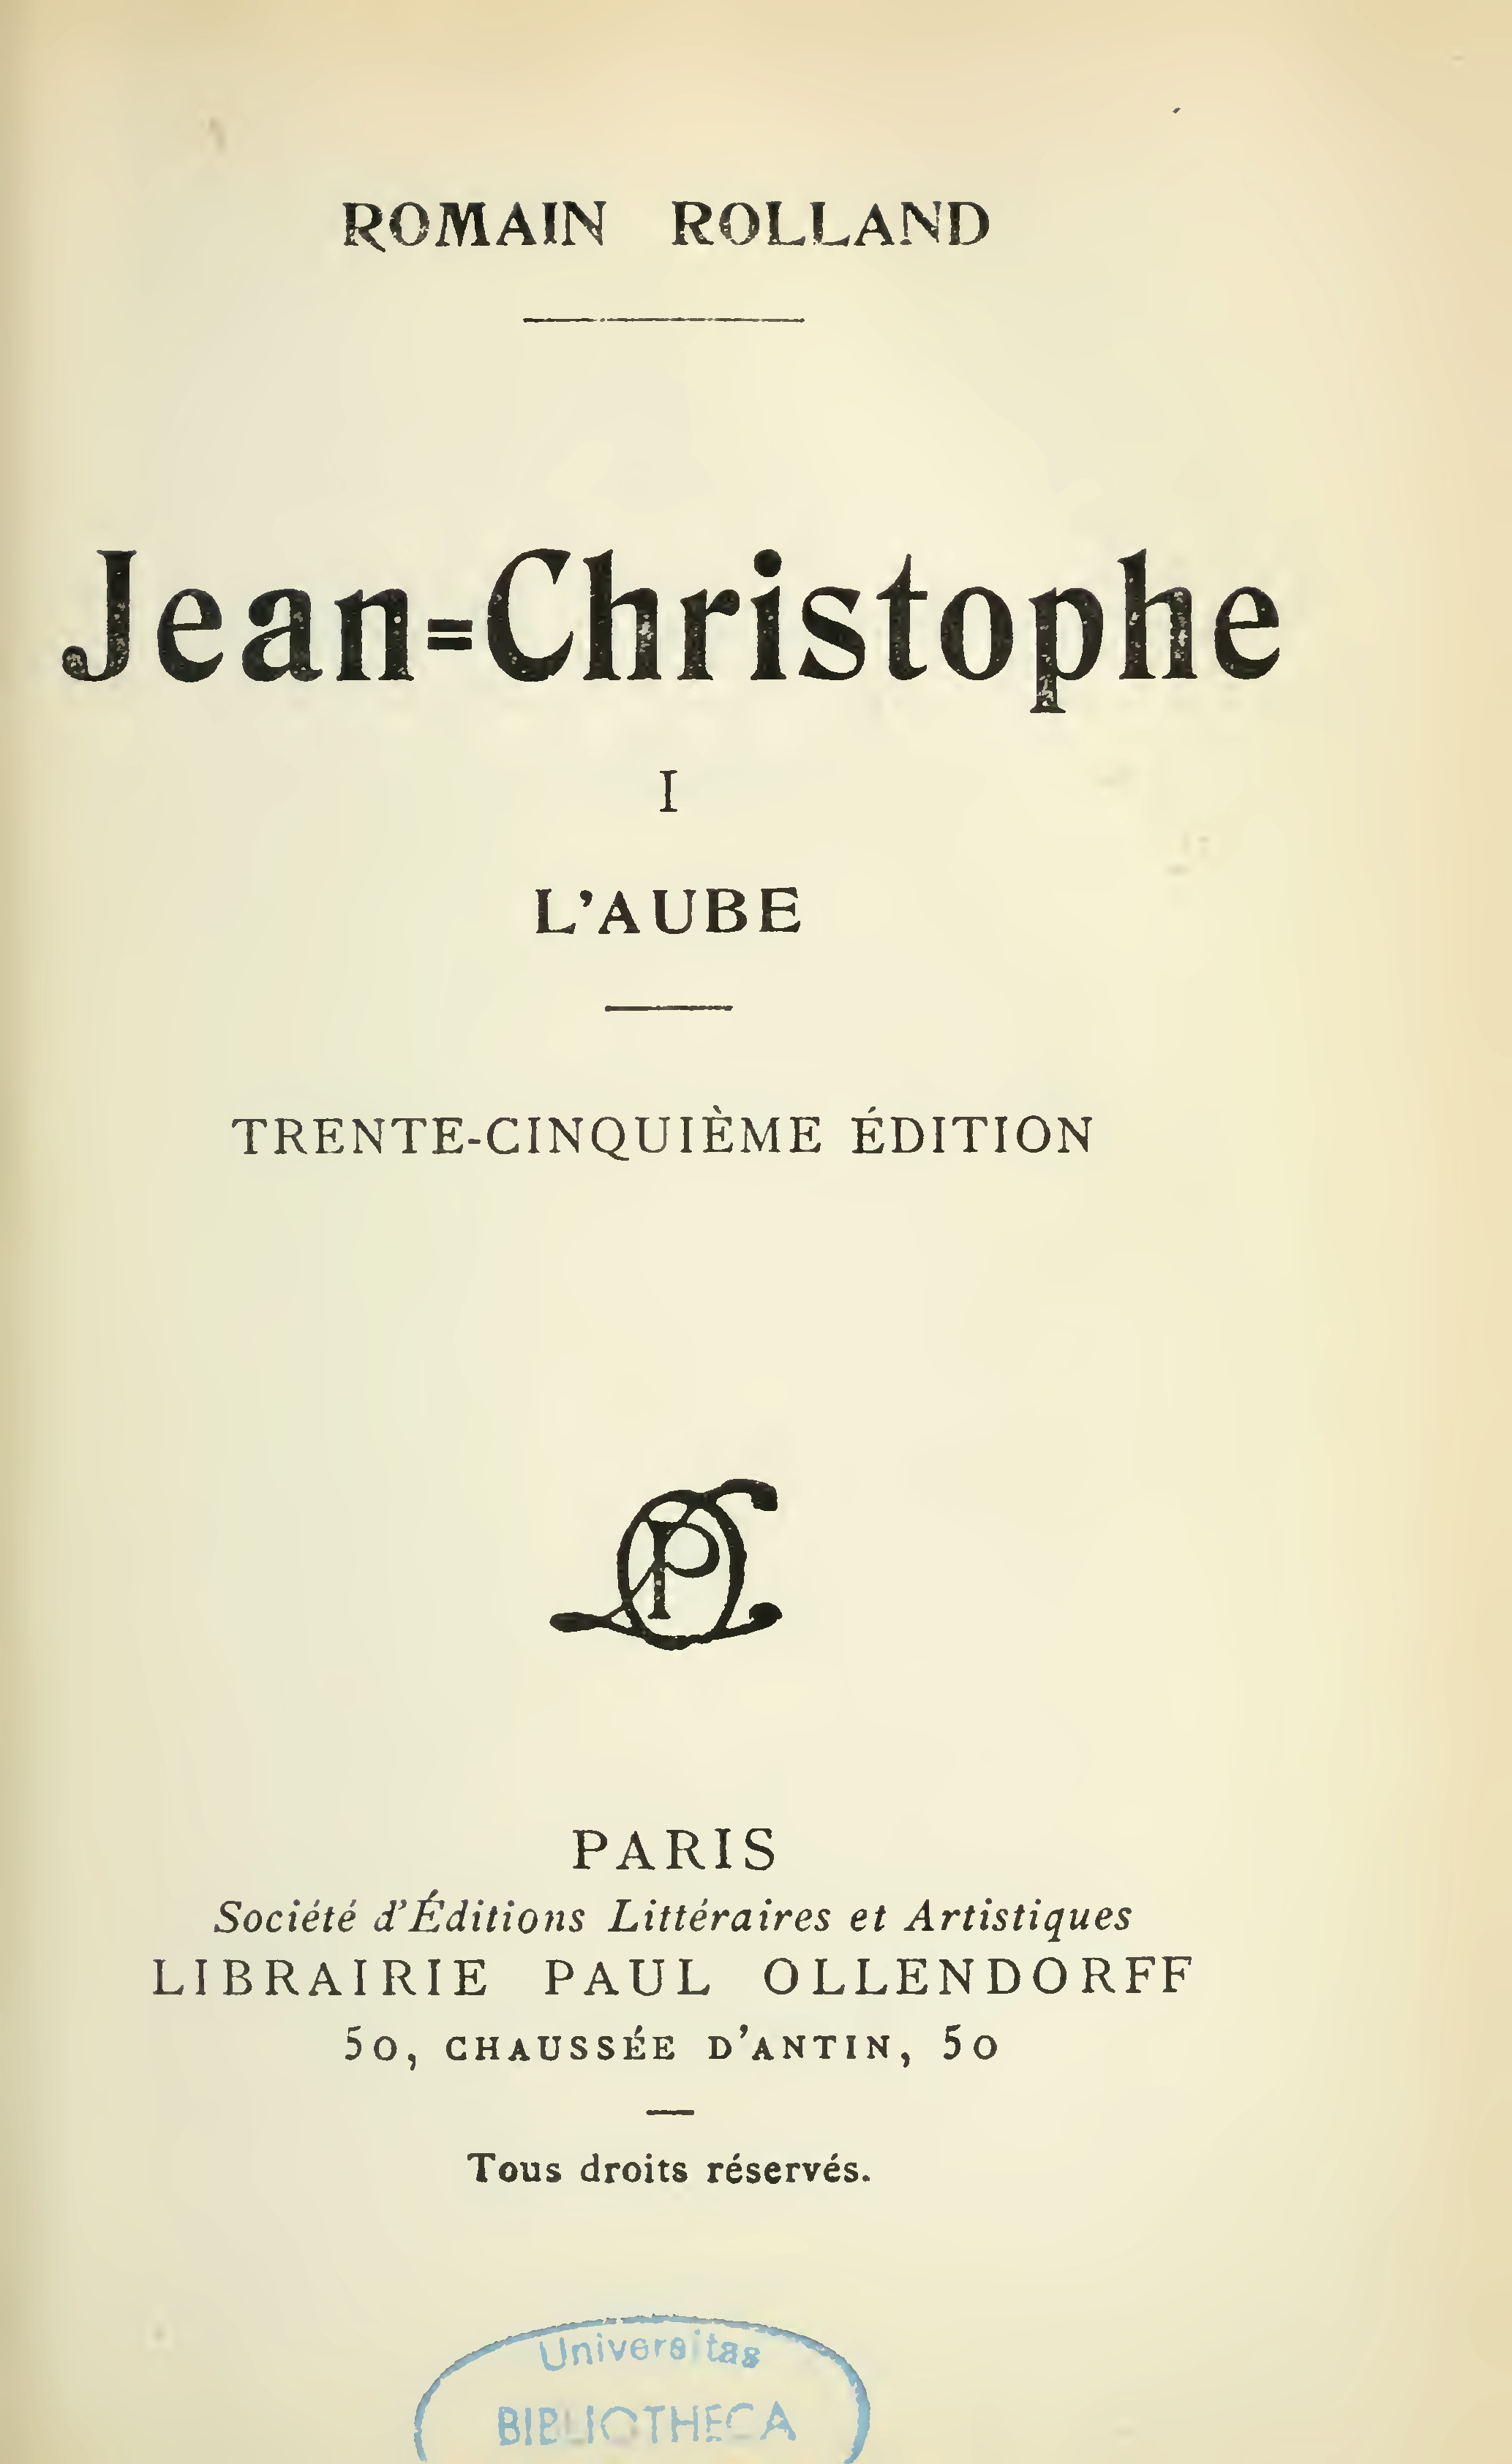 ROMAIN ROLLAND
Jean=Christophe
I
L'AUBE
TRENTE-CINQUIÈME ÉDITION
PARIS
Société d'Éditions Littéraires et Artistiques
LIBRAIRIE PAUL OLLENDORFF
50, CHAUSSÉE D'ANTIN, 50
Tous droits réservés.
Universitas
BIBLIOTHECA